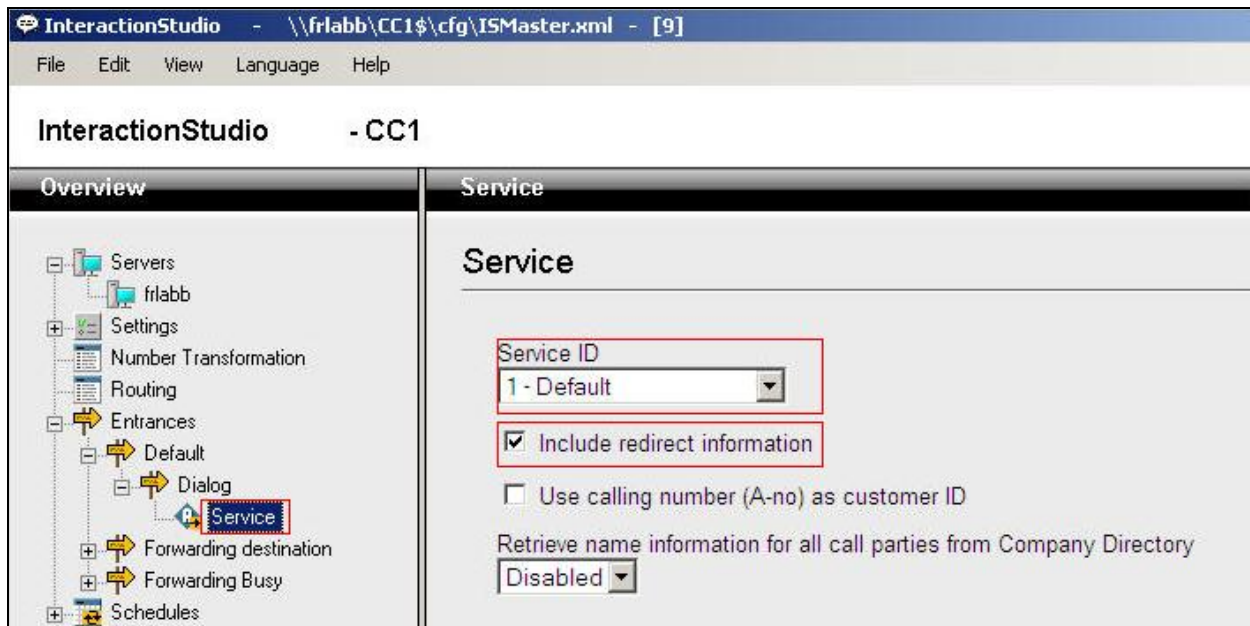 InteractionStudio - \\frlabb\CC1$\cfg\ISMaster.xml - [9]
File Edit View Language Help
InteractionStudio - CC1
Overview
Servers
frlabb
Settings
Number Transformation
Routing
Entrances
Default
Dialog
Service
Forwarding destination
Forwarding Busy
Schedules
Service
Service
Service ID
1 - Default
Include redirect information
Use calling number (A-no) as customer ID
Retrieve name information for all call parties from Company Directory
Disabled